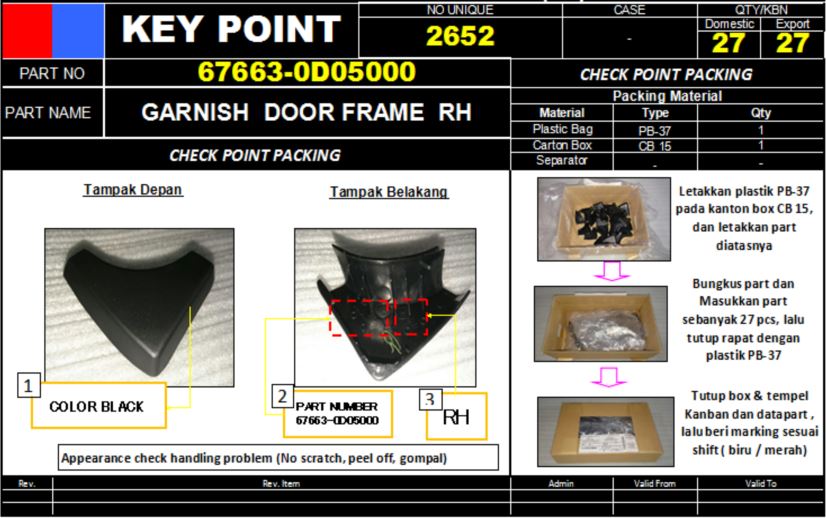 KEY POINT
NO UNIQUE
2652
CASE
-
QTY/KBN
Domestic Export
27 27
PART NO
67663-0D05000
PART NAME
GARNISH DOOR FRAME RH
CHECK POINT PACKING
CHECK POINT PACKING
Packing Material
Material Type Qty
Plastic Bag PB-37 1
Carton Box CB 15 1
Separator - -
Tampak Depan
Tampak Belakang
1
COLOR BLACK
2
PART NUMBER
67663-0D05000
3
RH
Appearance check handling problem (No scratch, peel off, gompal)
Letakkan plastik PB-37
pada kanton box CB 15,
dan letakkan part
diatasnya
Bungkus part dan
Masukkan part
sebanyak 27 pcs, lalu
tutup rapat dengan
plastik PB-37
Tutup box & tempel
Kanban dan datapart ,
lalu beri marking sesuai
shift ( biru / merah)
Rev. Rev. Item Admin Valid From Valid To